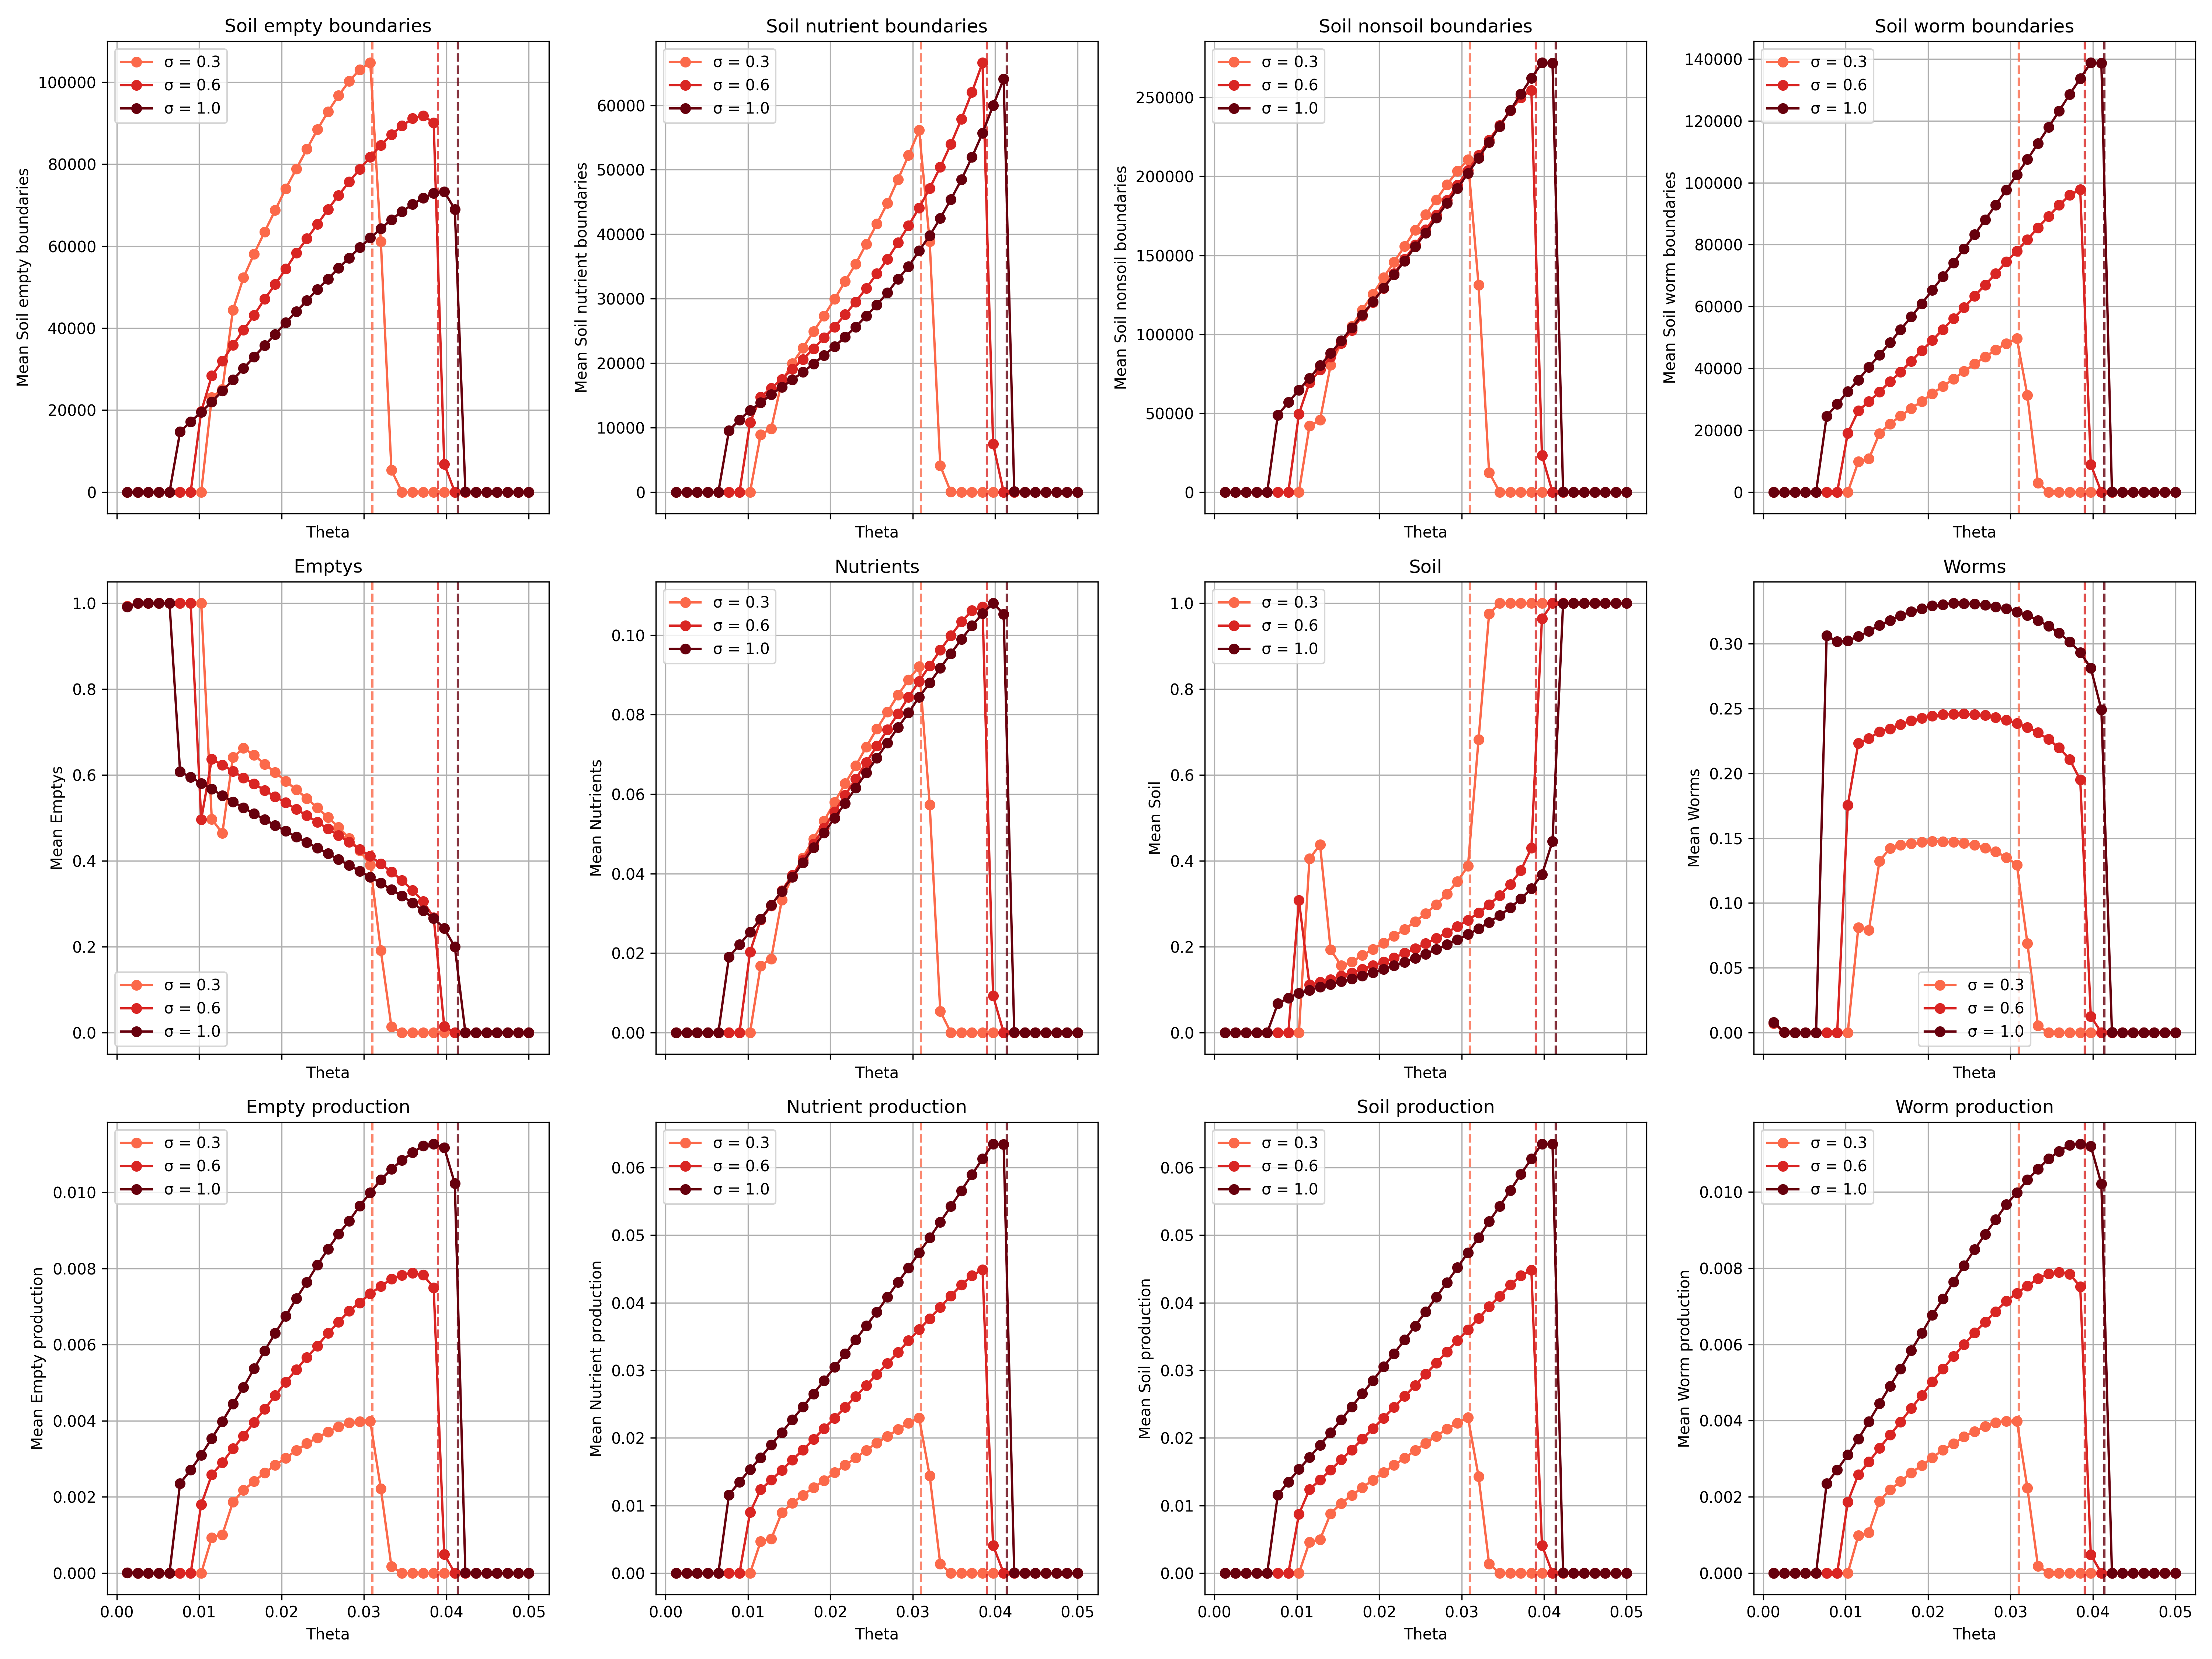 Soil empty boundaries
Mean Soil empty boundaries
100000
80000
60000
40000
20000
0
σ = 0.3
σ = 0.6
σ = 1.0
Theta
Soil nutrient boundaries
Mean Soil nutrient boundaries
60000
50000
40000
30000
20000
10000
0
σ = 0.3
σ = 0.6
σ = 1.0
Theta
Soil nonsoil boundaries
Mean Soil nonsoil boundaries
250000
200000
150000
100000
50000
0
σ = 0.3
σ = 0.6
σ = 1.0
Theta
Soil worm boundaries
Mean Soil worm boundaries
140000
120000
100000
80000
60000
40000
20000
0
σ = 0.3
σ = 0.6
σ = 1.0
Theta
Emptys
Mean Emptys
1.0
0.8
0.6
0.4
0.2
0.0
σ = 0.3
σ = 0.6
σ = 1.0
Theta
Nutrients
Mean Nutrients
0.10
0.08
0.06
0.04
0.02
0.00
σ = 0.3
σ = 0.6
σ = 1.0
Theta
Soil
Mean Soil
1.0
0.8
0.6
0.4
0.2
0.0
σ = 0.3
σ = 0.6
σ = 1.0
Theta
Worms
Mean Worms
0.30
0.25
0.20
0.15
0.10
0.05
0.00
σ = 0.3
σ = 0.6
σ = 1.0
Theta
Empty production
Mean Empty production
0.010
0.008
0.006
0.004
0.002
0.000
σ = 0.3
σ = 0.6
σ = 1.0
0.00 0.01 0.02 0.03 0.04 0.05
Theta
Nutrient production
Mean Nutrient production
0.06
0.05
0.04
0.03
0.02
0.01
0.00
σ = 0.3
σ = 0.6
σ = 1.0
0.00 0.01 0.02 0.03 0.04 0.05
Theta
Soil production
Mean Soil production
0.06
0.05
0.04
0.03
0.02
0.01
0.00
σ = 0.3
σ = 0.6
σ = 1.0
0.00 0.01 0.02 0.03 0.04 0.05
Theta
Worm production
Mean Worm production
0.010
0.008
0.006
0.004
0.002
0.000
σ = 0.3
σ = 0.6
σ = 1.0
0.00 0.01 0.02 0.03 0.04 0.05
Theta